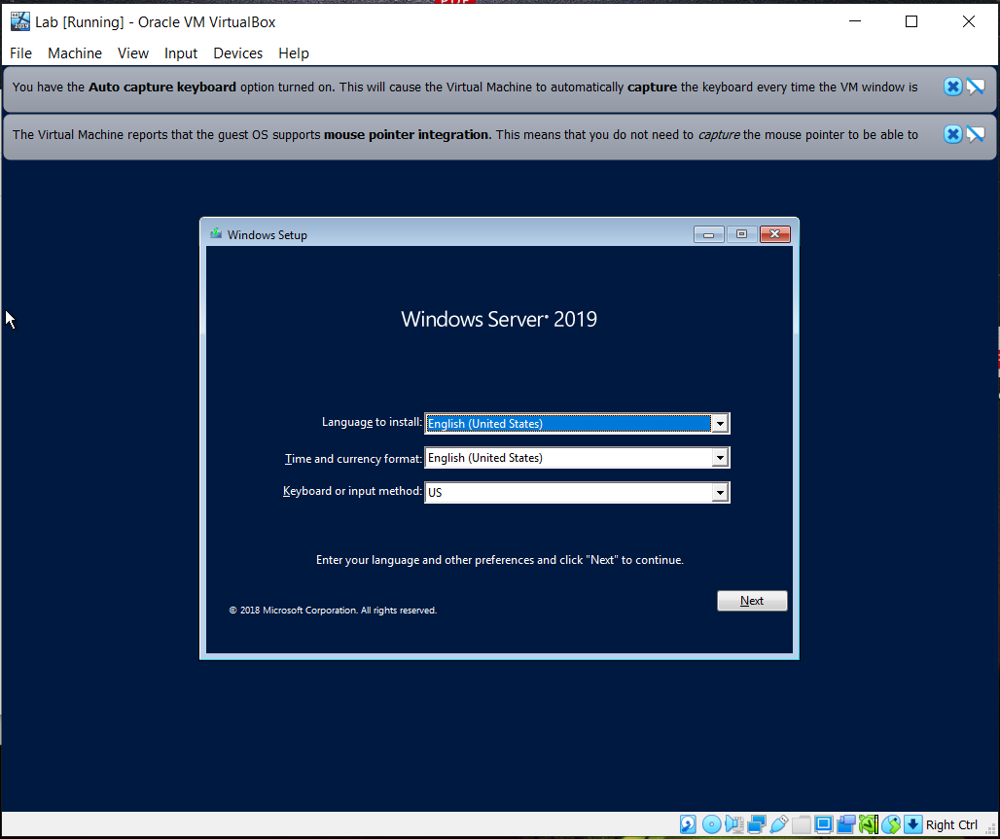 Lab [Running] - Oracle VM VirtualBox
File Machine View Input Devices Help
You have the Auto capture keyboard option turned on. This will cause the Virtual Machine to automatically capture the keyboard every time the VM window is
The Virtual Machine reports that the guest OS supports mouse pointer integration. This means that you do not need to capture the mouse pointer to be able to
Windows Setup
Windows Server® 2019
Language to install: English (United States)
Time and currency format: English (United States)
Keyboard or input method: US
Enter your language and other preferences and click "Next" to continue.
Next
© 2018 Microsoft Corporation. All rights reserved.
Right Ctrl